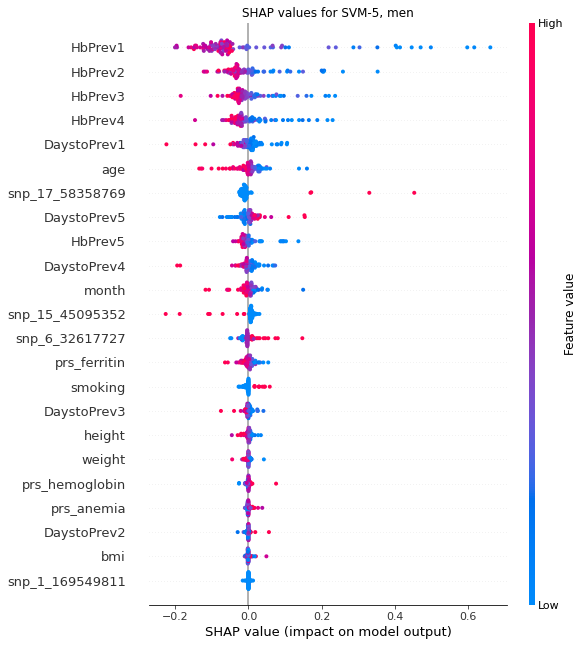 SHAP values for SVM-5, men
High
HbPrev1
HbPrev2
HbPrev3
HbPrev4
DaystoPrev1
age
snp_17_58358769
DaystoPrev5
HbPrev5
DaystoPrev4
month
snp_15_45095352
snp_6_32617727
prs_ferritin
smoking
DaystoPrev3
height
weight
prs_hemoglobin
prs_anemia
DaystoPrev2
bmi
snp_1_169549811
Feature value
Low
−0.2 0.0 0.2 0.4 0.6
SHAP value (impact on model output)